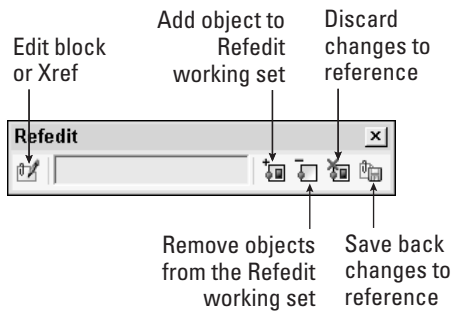 Edit block
or Xref
Add object to
Refedit
working set
Discard
changes to
reference
Refedit
Remove objects
from the Refedit
working set
Save back
changes to
reference